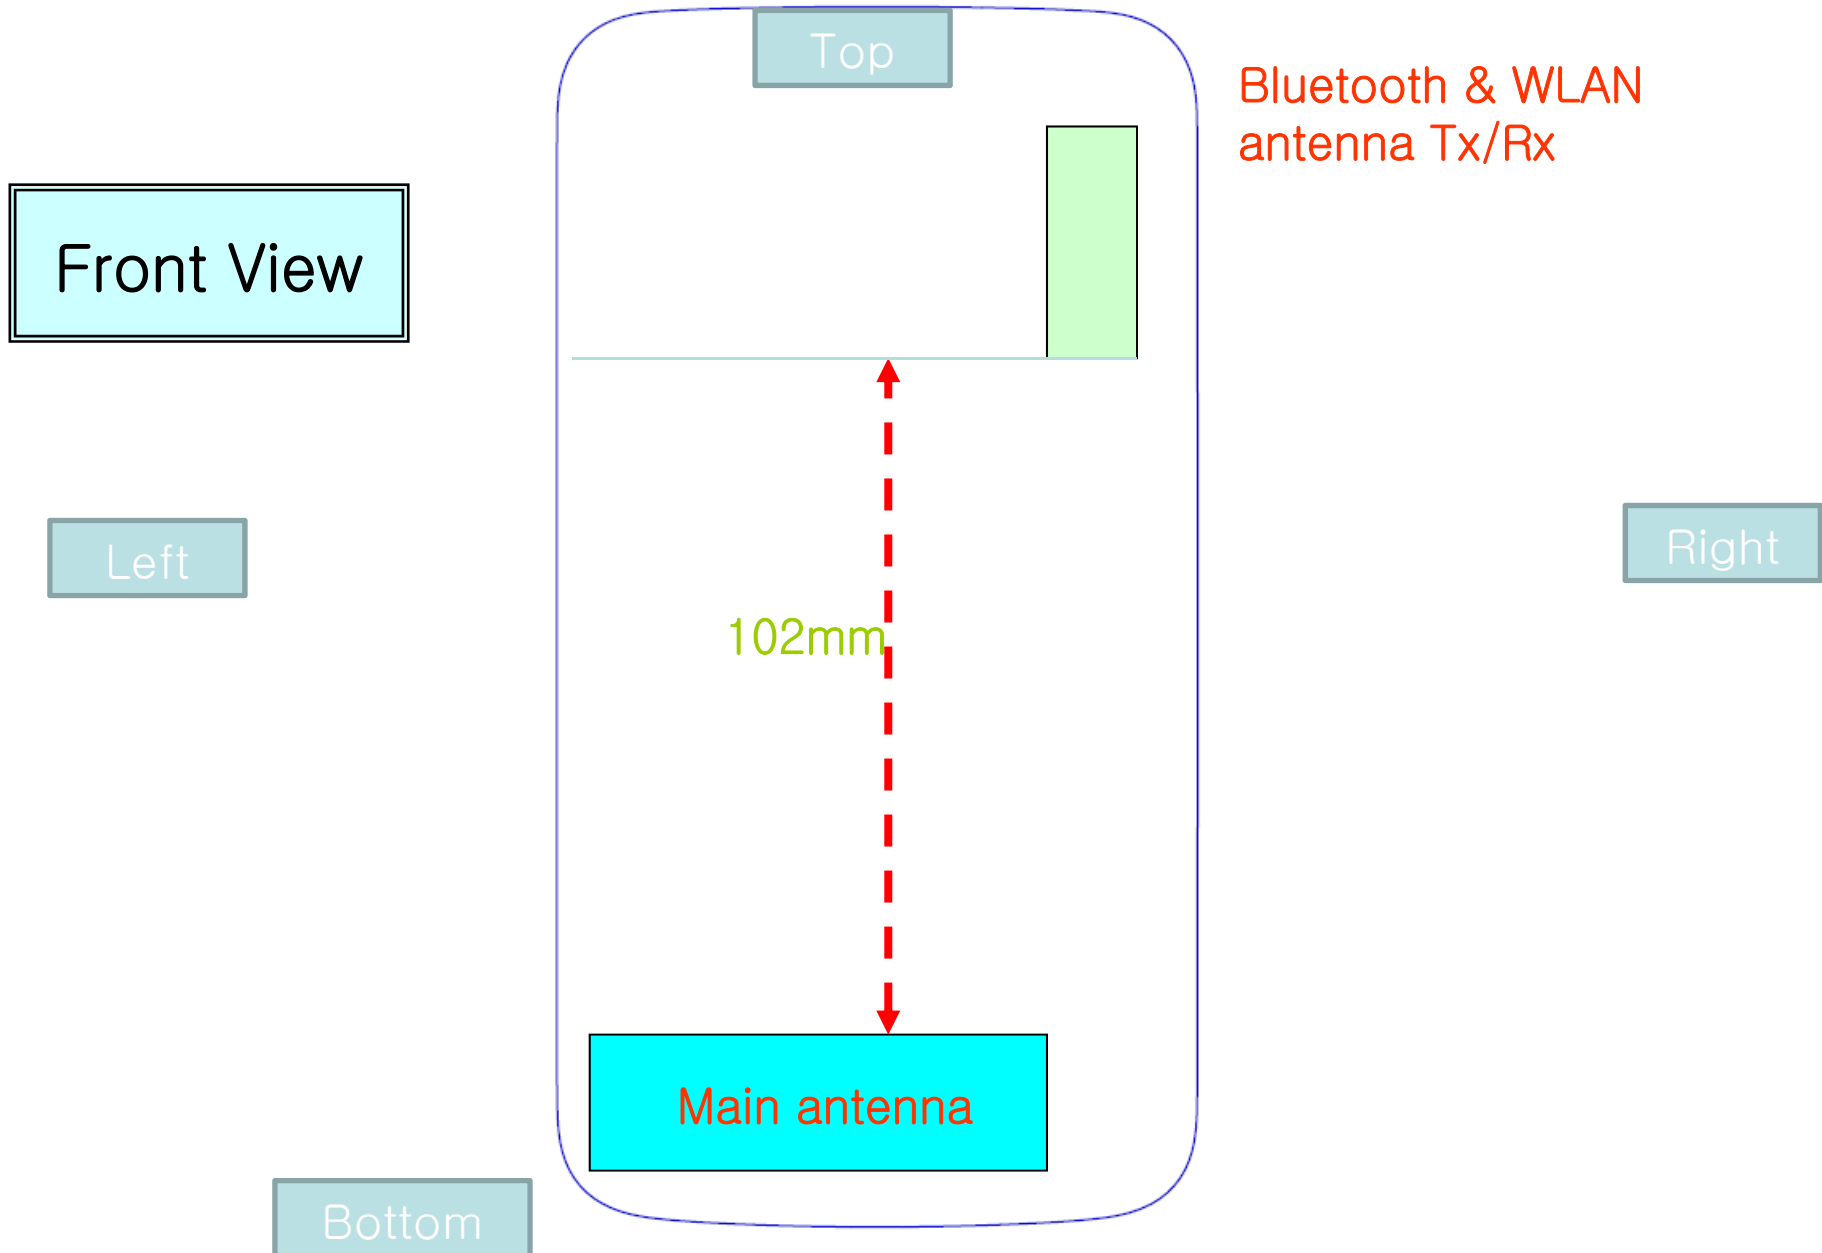 Top
Bluetooth & WLAN
antenna Tx/Rx
Front View
Left
Right
102mm
Main antenna
Bottom